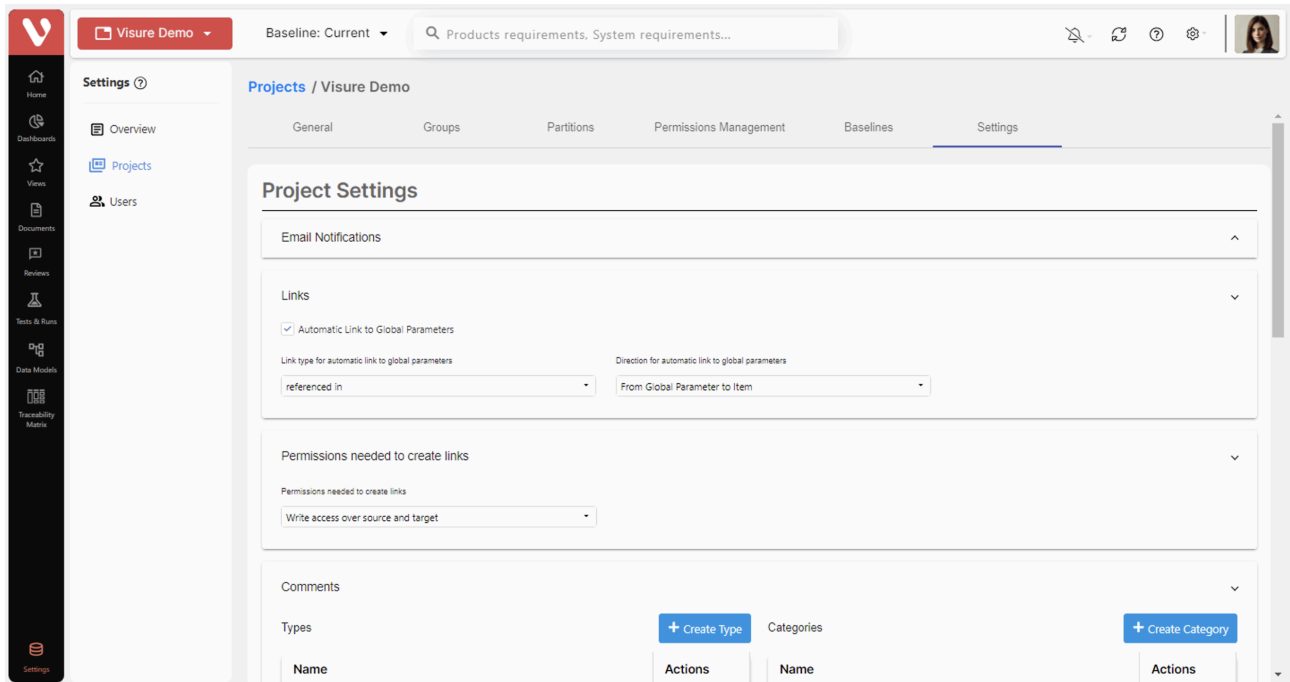 Visure Demo
Baseline: Current
Products requirements, System requirements...
Home
Dashboards
Views
Documents
Reviews
Tests & Runs
Data Models
Traceability
Matrix
Settings
Settings
Overview
Projects
Users
Projects / Visure Demo
General Groups Partitions Permissions Management Baselines Settings
Project Settings
Email Notifications
Links
Automatic Link to Global Parameters
Link type for automatic link to global parameters Direction for automatic link to global parameters
referenced in From Global Parameter to Item
Permissions needed to create links
Permissions needed to create links
Write access over source and target
Comments
Types + Create Type Categories + Create Category
Name Actions Name Actions